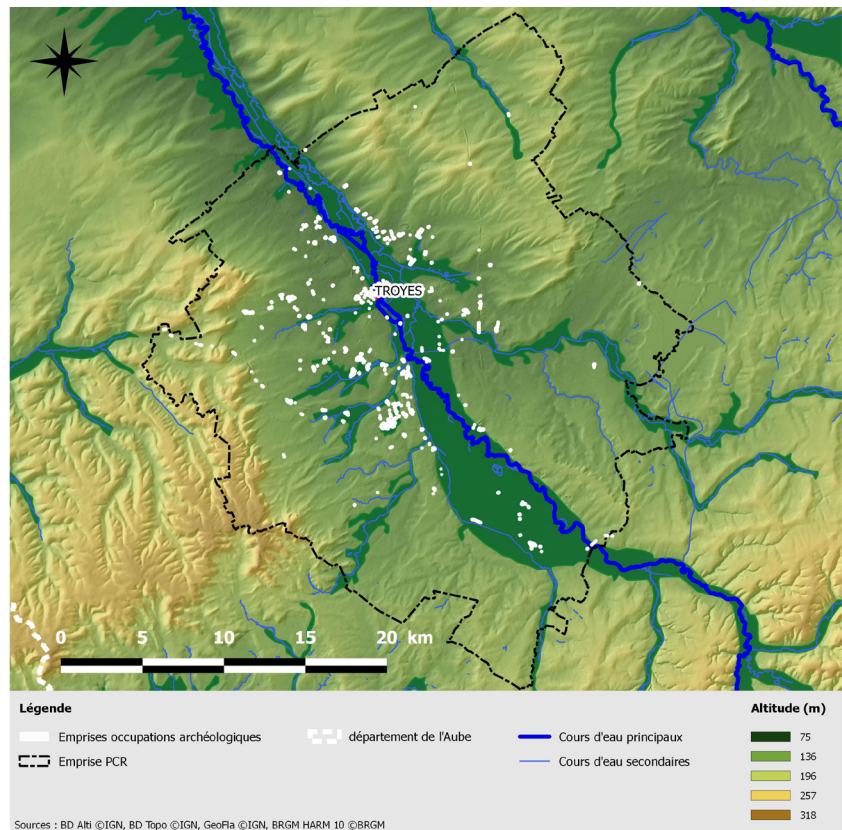 TROYES
0 5 10 15 20 km
Légende
Emprises occupations archéologiques
Emprise PCR
département de l'Aube
Cours d'eau principaux
Cours d'eau secondaires
Altitude (m)
75
136
196
257
318
Sources : BD Alti ©IGN, BD Topo ©IGN, GeoFla ©IGN, BRGM HARM 10 ©BRGM